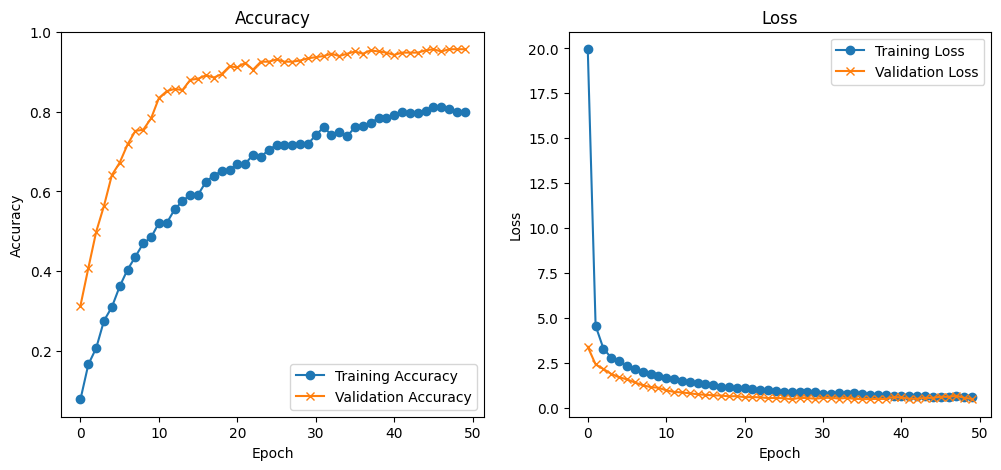 Accuracy
Accuracy
1.0
0.8
0.6
0.4
0.2
0
10
20
30
40
50
Epoch
Training Accuracy
Validation Accuracy
Loss
Loss
20.0
17.5
15.0
12.5
10.0
7.5
5.0
2.5
0.0
0
10
20
30
40
50
Epoch
Training Loss
Validation Loss